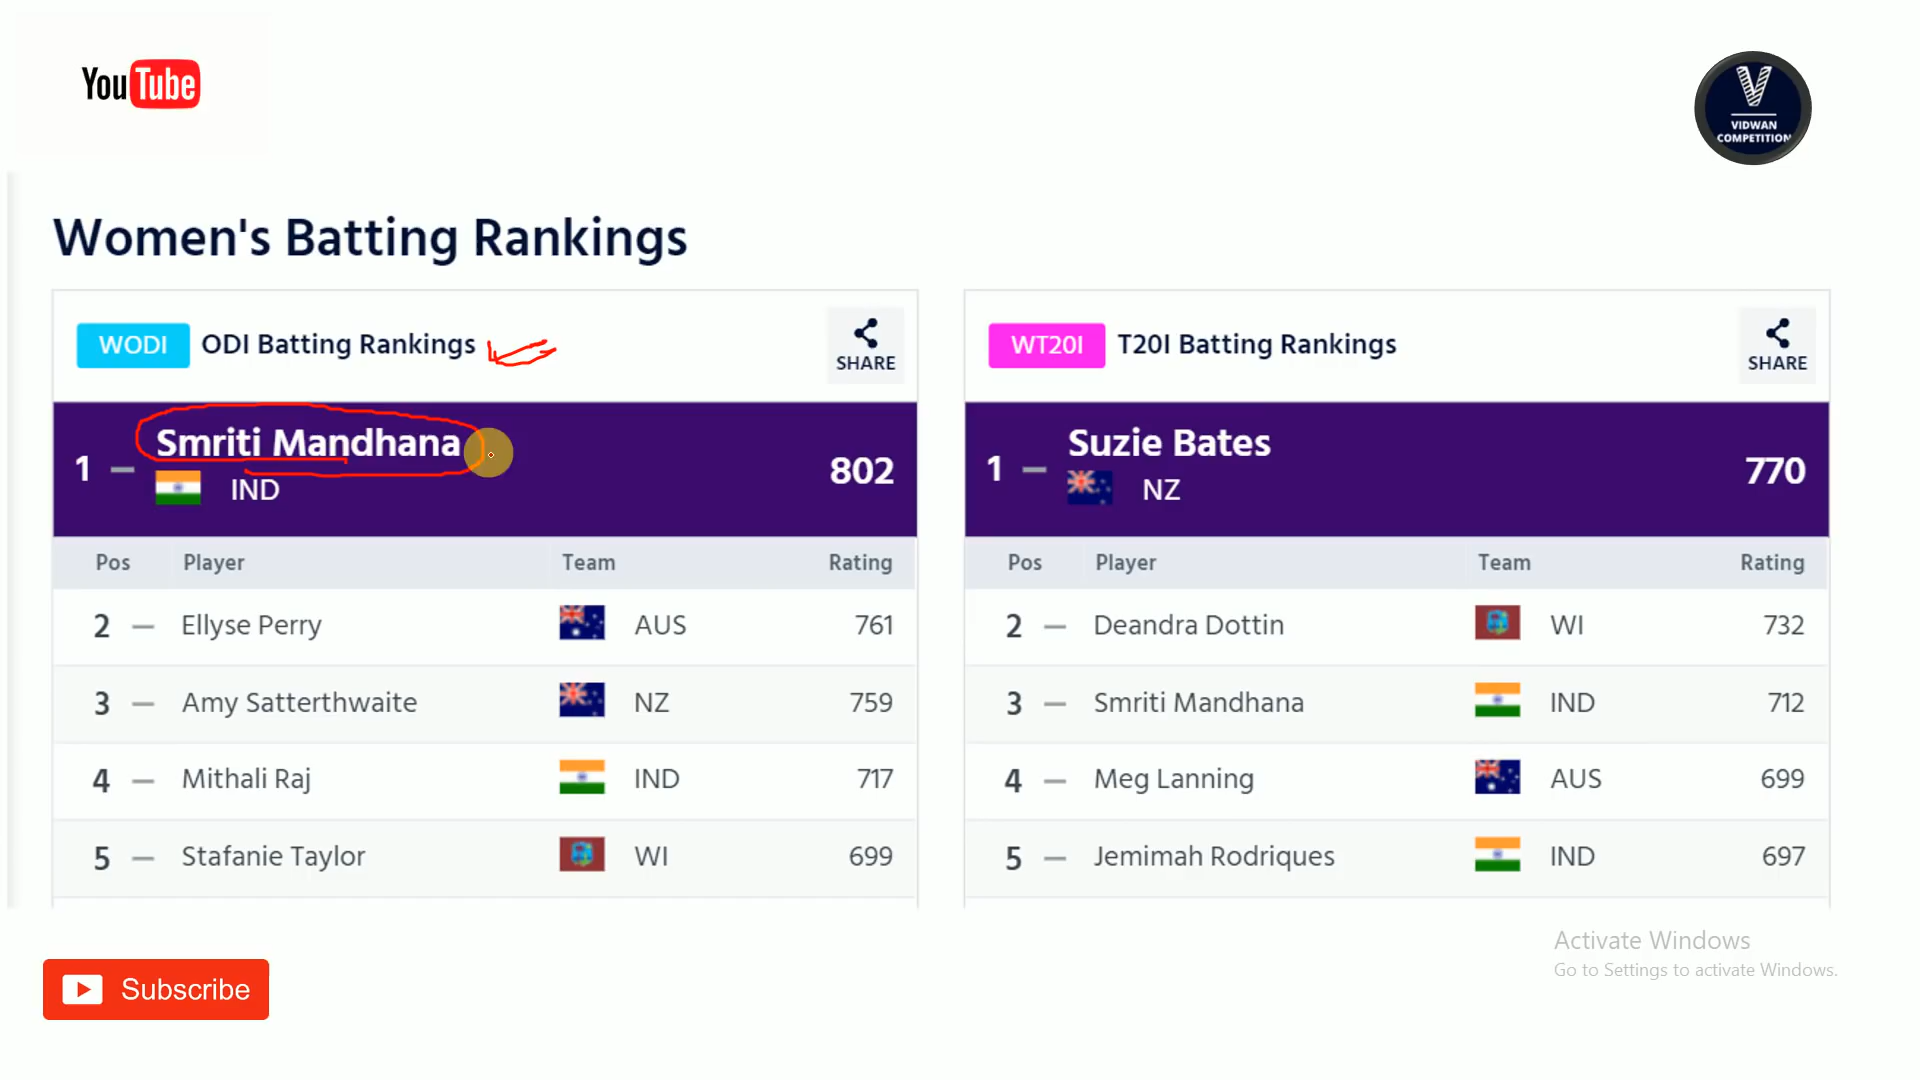 YouTube
VIDWAN
COMPETITION
Women's Batting Rankings
WODI ODI Batting Rankings SHARE
1 Smriti Mandhana IND 802
Pos Player Team Rating
2 Ellyse Perry AUS 761
3 Amy Satterthwaite NZ 759
4 Mithali Raj IND 717
5 Stafanie Taylor WI 699
WT20I T20I Batting Rankings SHARE
1 Suzie Bates NZ 770
Pos Player Team Rating
2 Deandra Dottin WI 732
3 Smriti Mandhana IND 712
4 Meg Lanning AUS 699
5 Jemimah Rodriques IND 697
Activate Windows
Go to Settings to activate Windows.
Subscribe